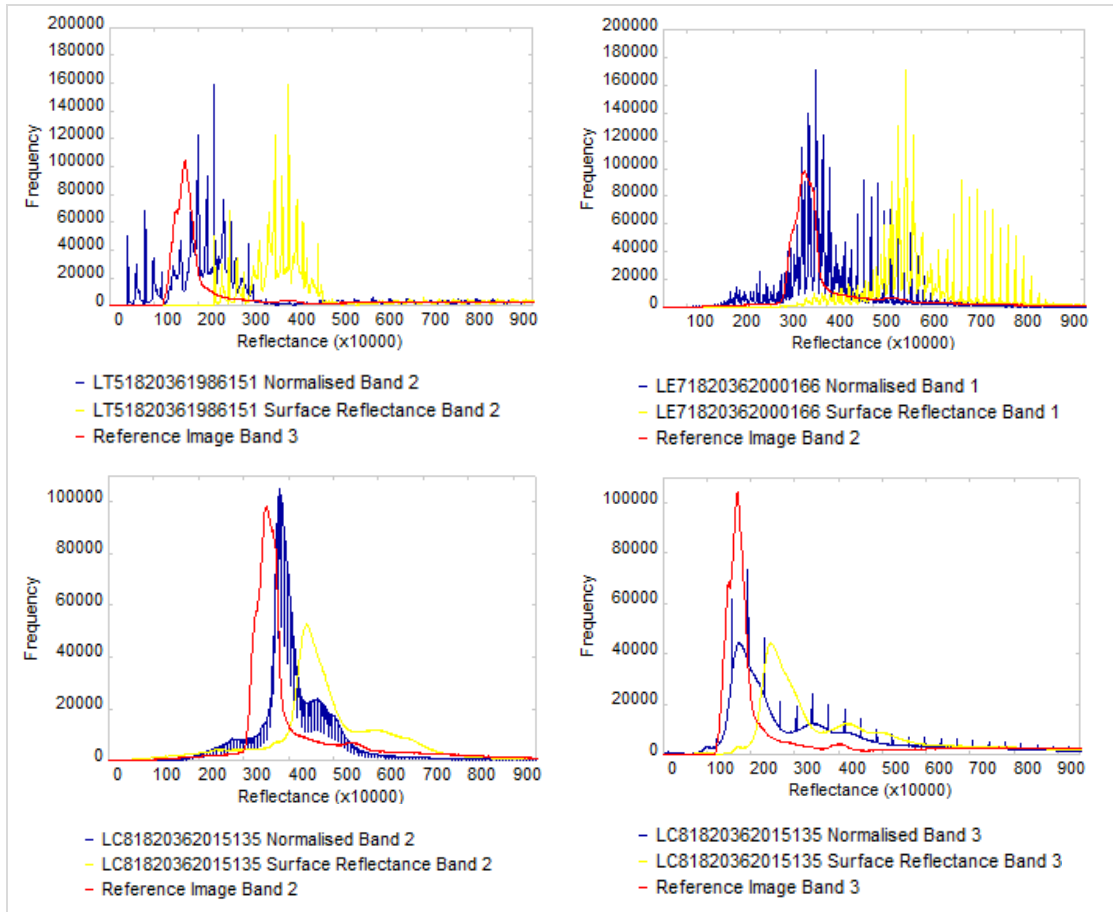 200000
180000
160000
140000
120000
100000
80000
60000
40000
20000
0
Frequency
0 100 200 300 400 500 600 700 800 900
Reflectance (x10000)
LT51820361986151 Normalised Band 2
LT51820361986151 Surface Reflectance Band 2
Reference Image Band 3
200000
180000
160000
140000
120000
100000
80000
60000
40000
20000
0
Frequency
100 200 300 400 500 600 700 800 900
Reflectance (x10000)
LE71820362000166 Normalised Band 1
LE71820362000166 Surface Reflectance Band 1
Reference Image Band 2
100000
80000
60000
40000
20000
0
Frequency
0 100 200 300 400 500 600 700 800 900
Reflectance (x10000)
LC81820362015135 Normalised Band 2
LC81820362015135 Surface Reflectance Band 2
Reference Image Band 2
100000
80000
60000
40000
20000
0
Frequency
0 100 200 300 400 500 600 700 800 900
Reflectance (x10000)
LC81820362015135 Normalised Band 3
LC81820362015135 Surface Reflectance Band 3
Reference Image Band 3